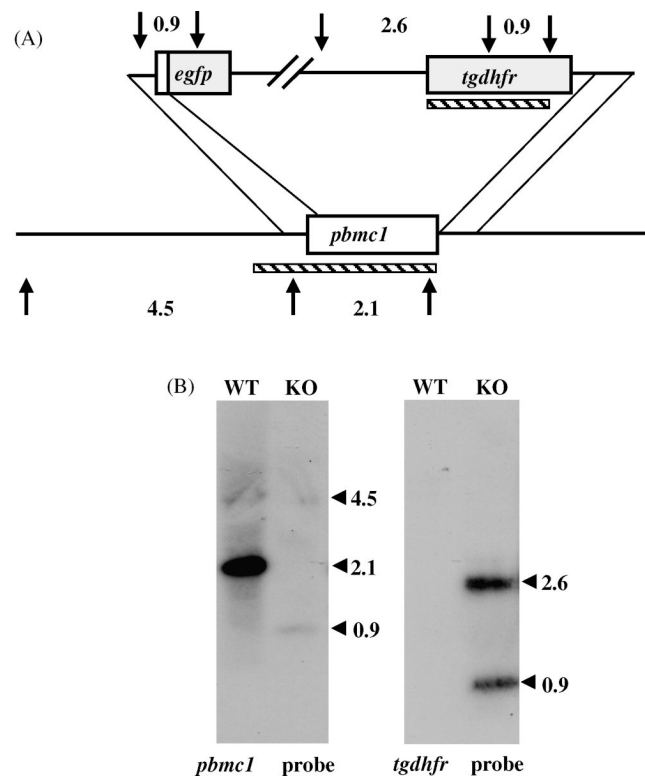 (A)
0.9 2.6 0.9
egfp tgdhfr
pbmc1
4.5 2.1
(B) WT KO WT KO
4.5
2.1
2.6
0.9
0.9
pbmc1 probe tgdhfr probe